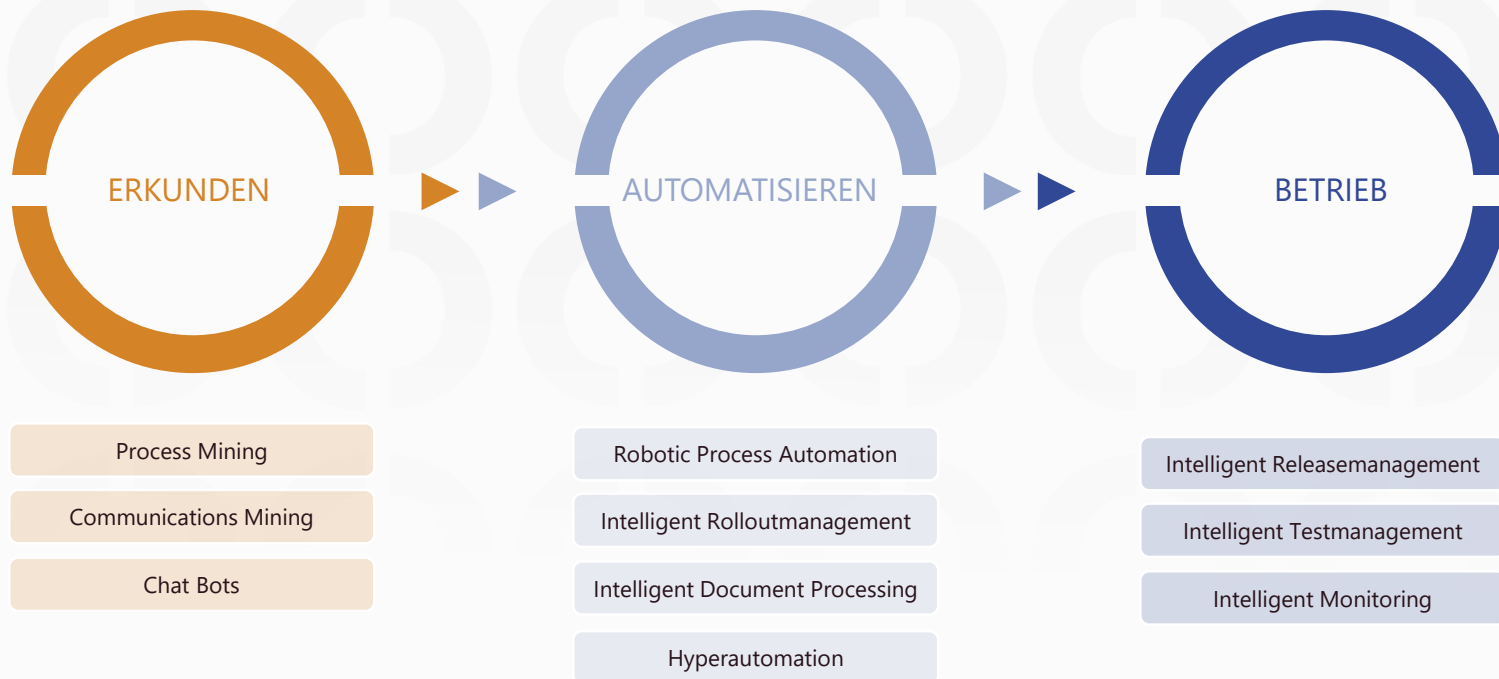 ERKUNDEN
AUTOMATISIEREN
BETRIEB
Process Mining
Communications Mining
Chat Bots
Robotic Process Automation
Intelligent Rolloutmanagement
Intelligent Document Processing
Hyperautomation
Intelligent Releasemanagement
Intelligent Testmanagement
Intelligent Monitoring